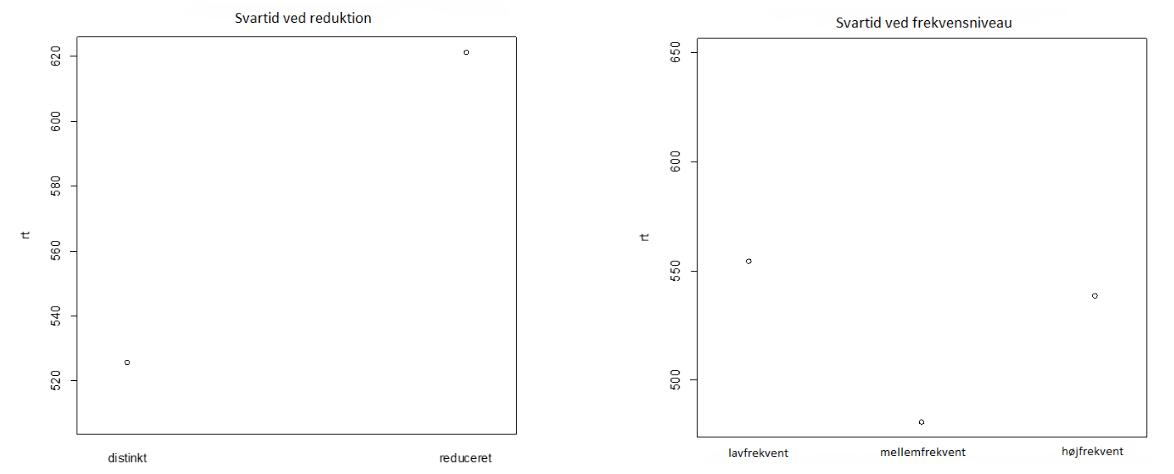 Svartid ved reduktion
620
600
580
560
540
520
rt
distinkt
reduceret
Svartid ved frekvensniveau
650
600
550
500
rt
lavfrekvent
mellemfrekvent
højfrekvent